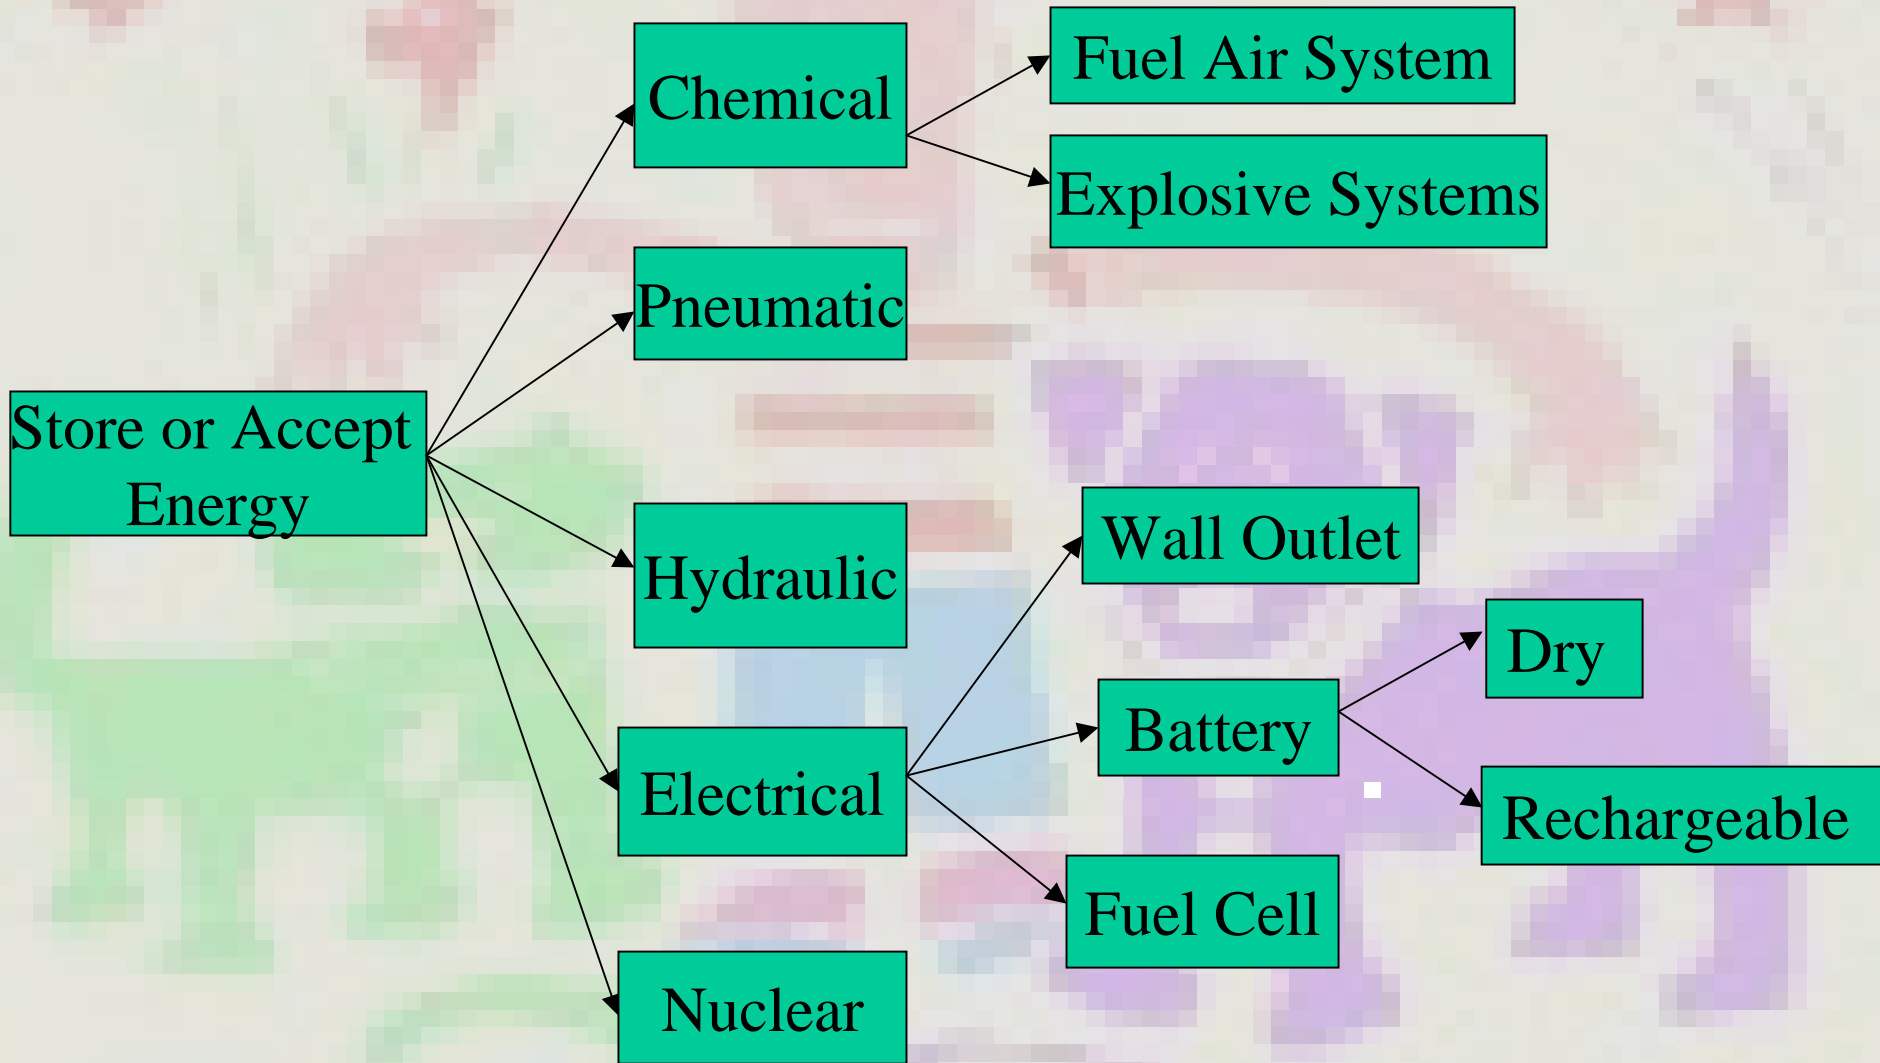 Store or Accept
Energy
Chemical
Fuel Air System
Explosive Systems
Pneumatic
Hydraulic
Electrical
Wall Outlet
Battery
Dry
Rechargeable
Fuel Cell
Nuclear